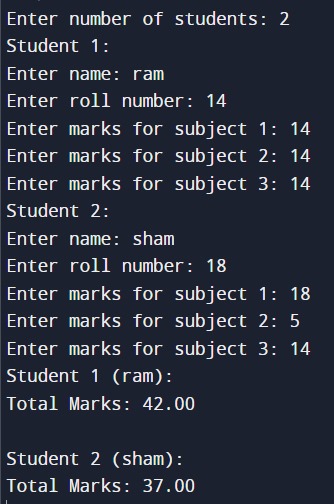 Enter number of students: 2
Student 1:
Enter name: ram
Enter roll number: 14
Enter marks for subject 1: 14
Enter marks for subject 2: 14
Enter marks for subject 3: 14
Student 2:
Enter name: sham
Enter roll number: 18
Enter marks for subject 1: 18
Enter marks for subject 2: 5
Enter marks for subject 3: 14
Student 1 (ram):
Total Marks: 42.00

Student 2 (sham):
Total Marks: 37.00